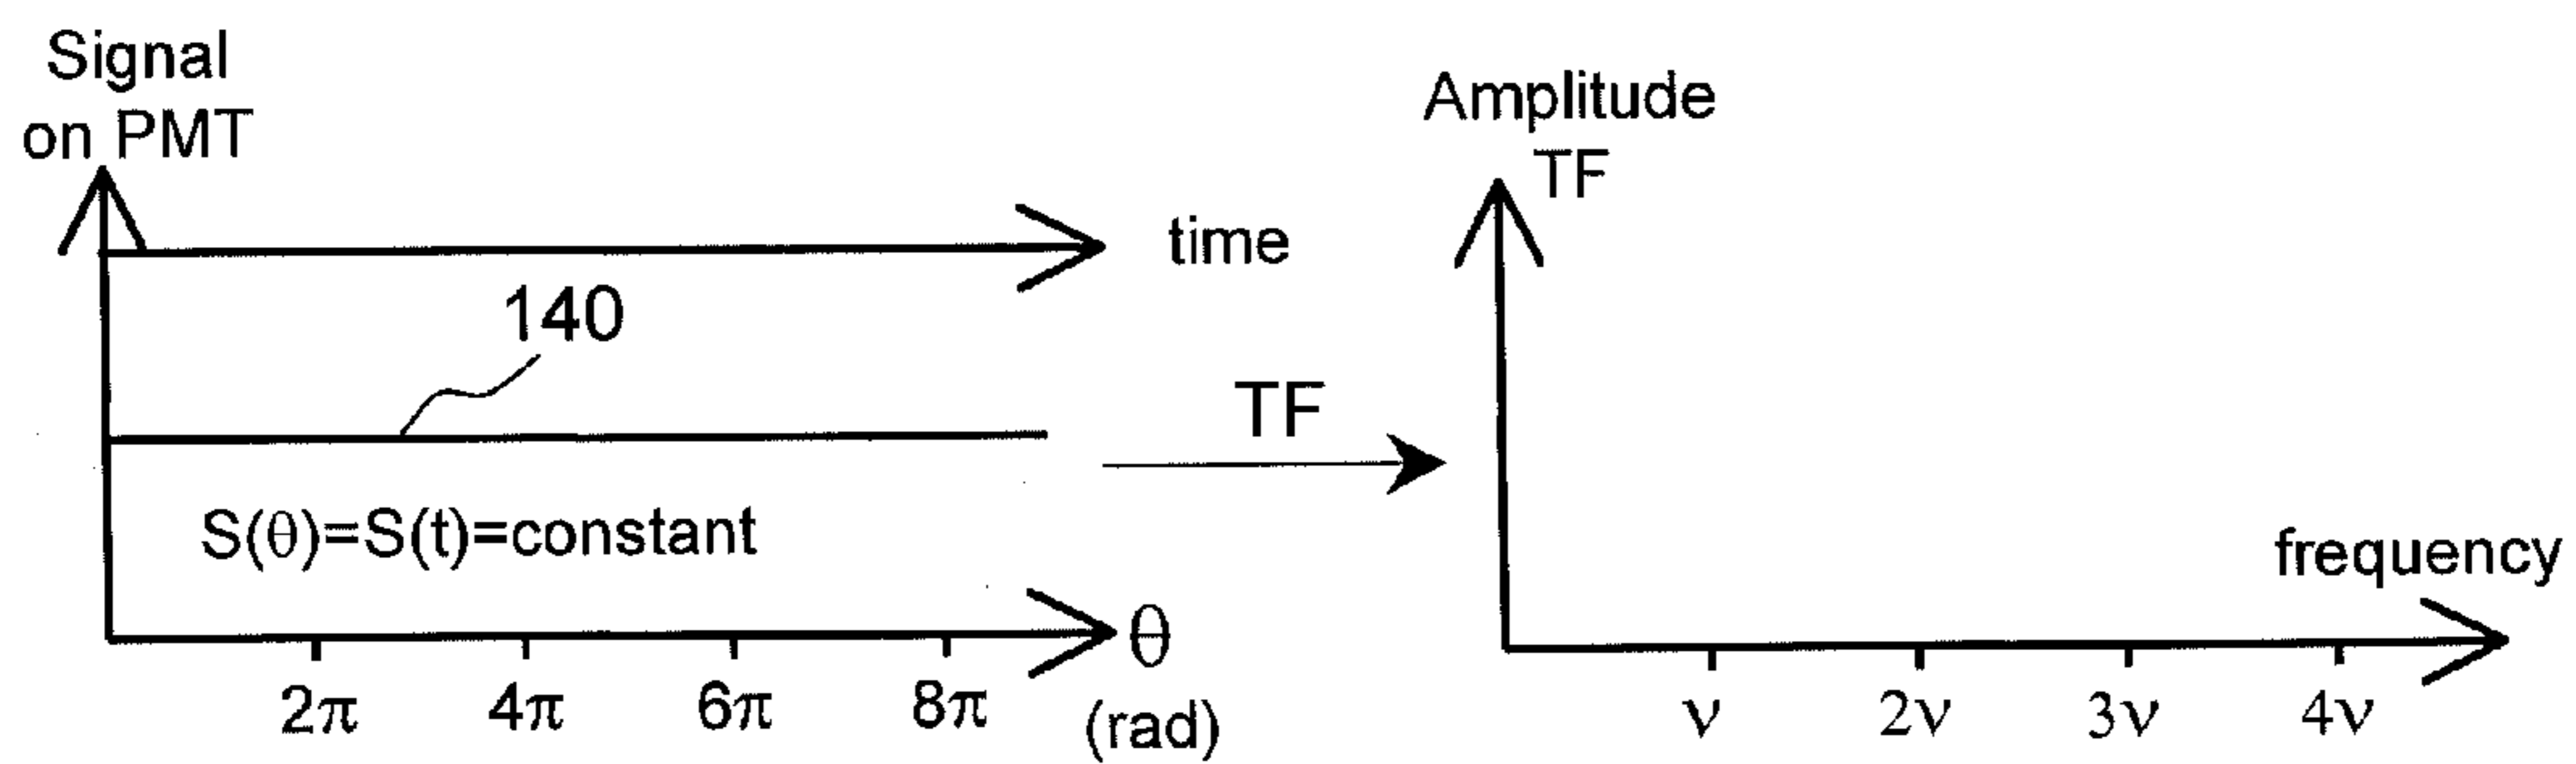 Signal
on PMT
time
140
S(θ)=S(t)=constant
2π 4π 6π 8π
θ
(rad)
TF
Amplitude
TF
frequency
ν 2ν 3ν 4ν